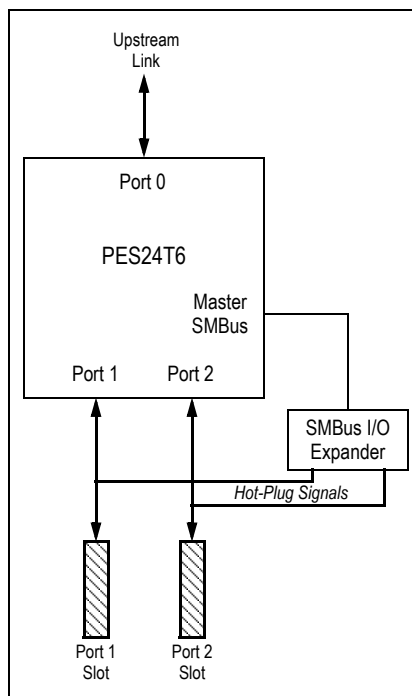 Upstream
Link
Port 0
PES24T6
Master
SMBus
Port 1
Port 2
SMBus I/O
Expander
Hot-Plug Signals
Port 1
Slot
Port 2
Slot